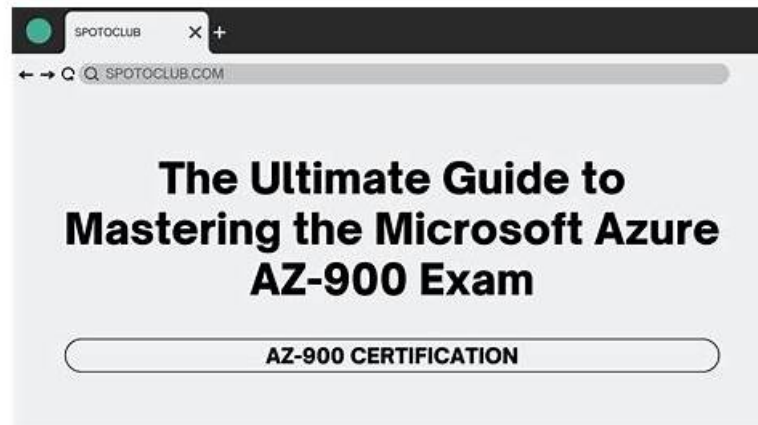 SPOTOCLUB
SPOTOCLUB.COM
The Ultimate Guide to
Mastering the Microsoft Azure
AZ-900 Exam
AZ-900 CERTIFICATION